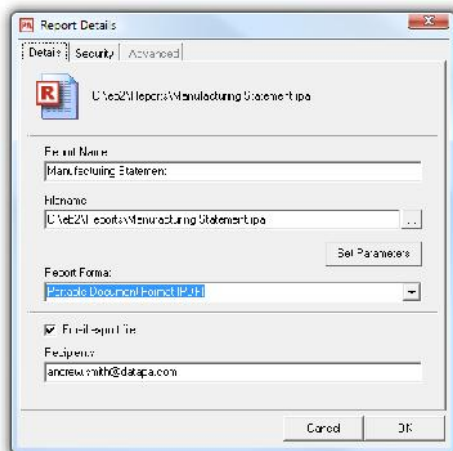 Report Details
Details Security Advanced
C:\eb2\Reports\Manufacturing Statement.rpa
Report Name
Manufacturing Statement
Filename
C:\eb2\Reports\Manufacturing Statement.rpa ...
Set Parameters
Report Format
Portable Document Format (PDF)
Email report file
Recipients
andrew.smith@datapa.com
Cancel OK